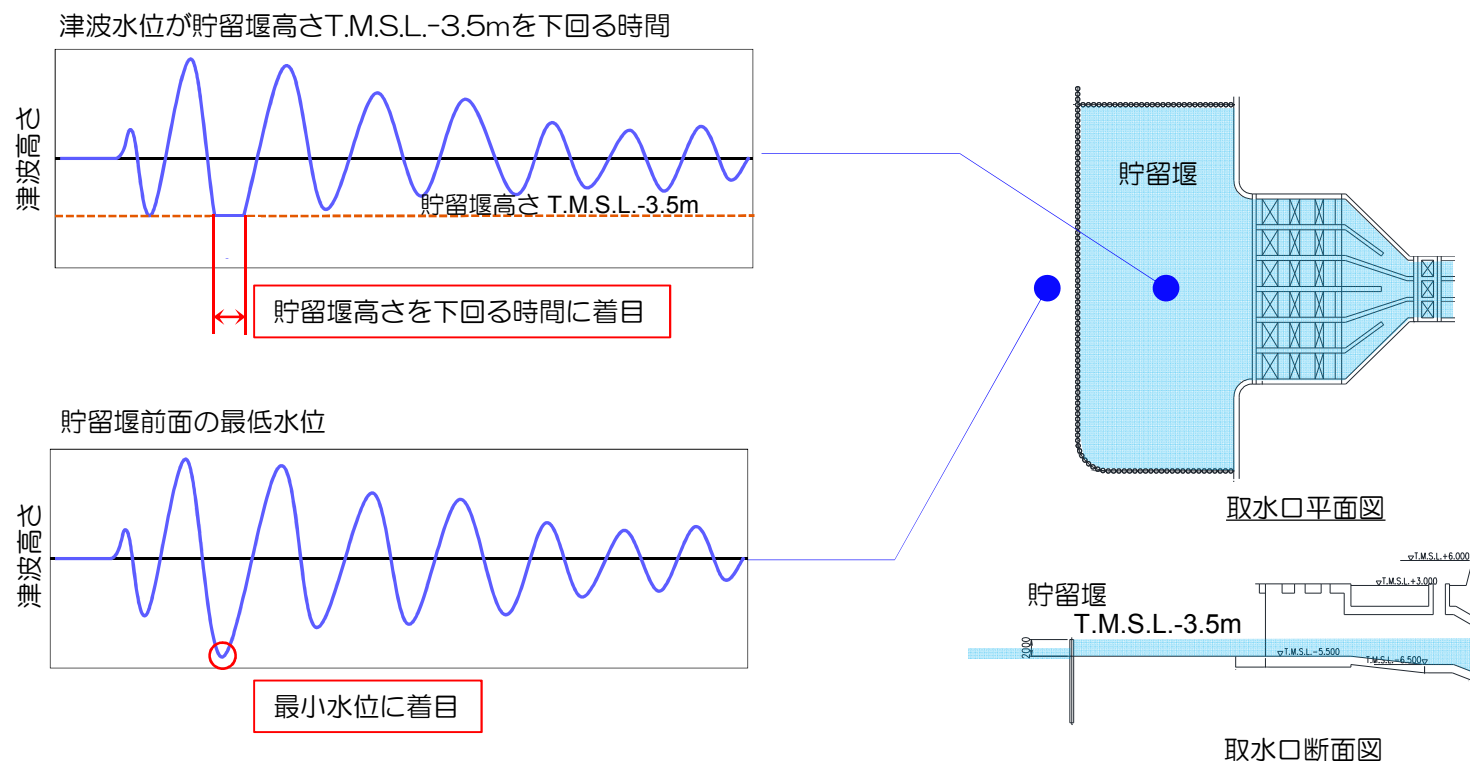 津波水位が貯留堰高さT.M.S.L.-3.5mを下回る時間
津波高さ
貯留堰高さ T.M.S.L.-3.5m
貯留堰高さを下回る時間に着目
貯留堰前面の最低水位
津波高さ
最小水位に着目
貯留堰
取水口平面図
▽T.M.S.L.+6.000
▽T.M.S.L.+3.000
貯留堰
T.M.S.L.-3.5m
2000
▽T.M.S.L.-5.500
T.M.S.L.-6.500▽
取水口断面図